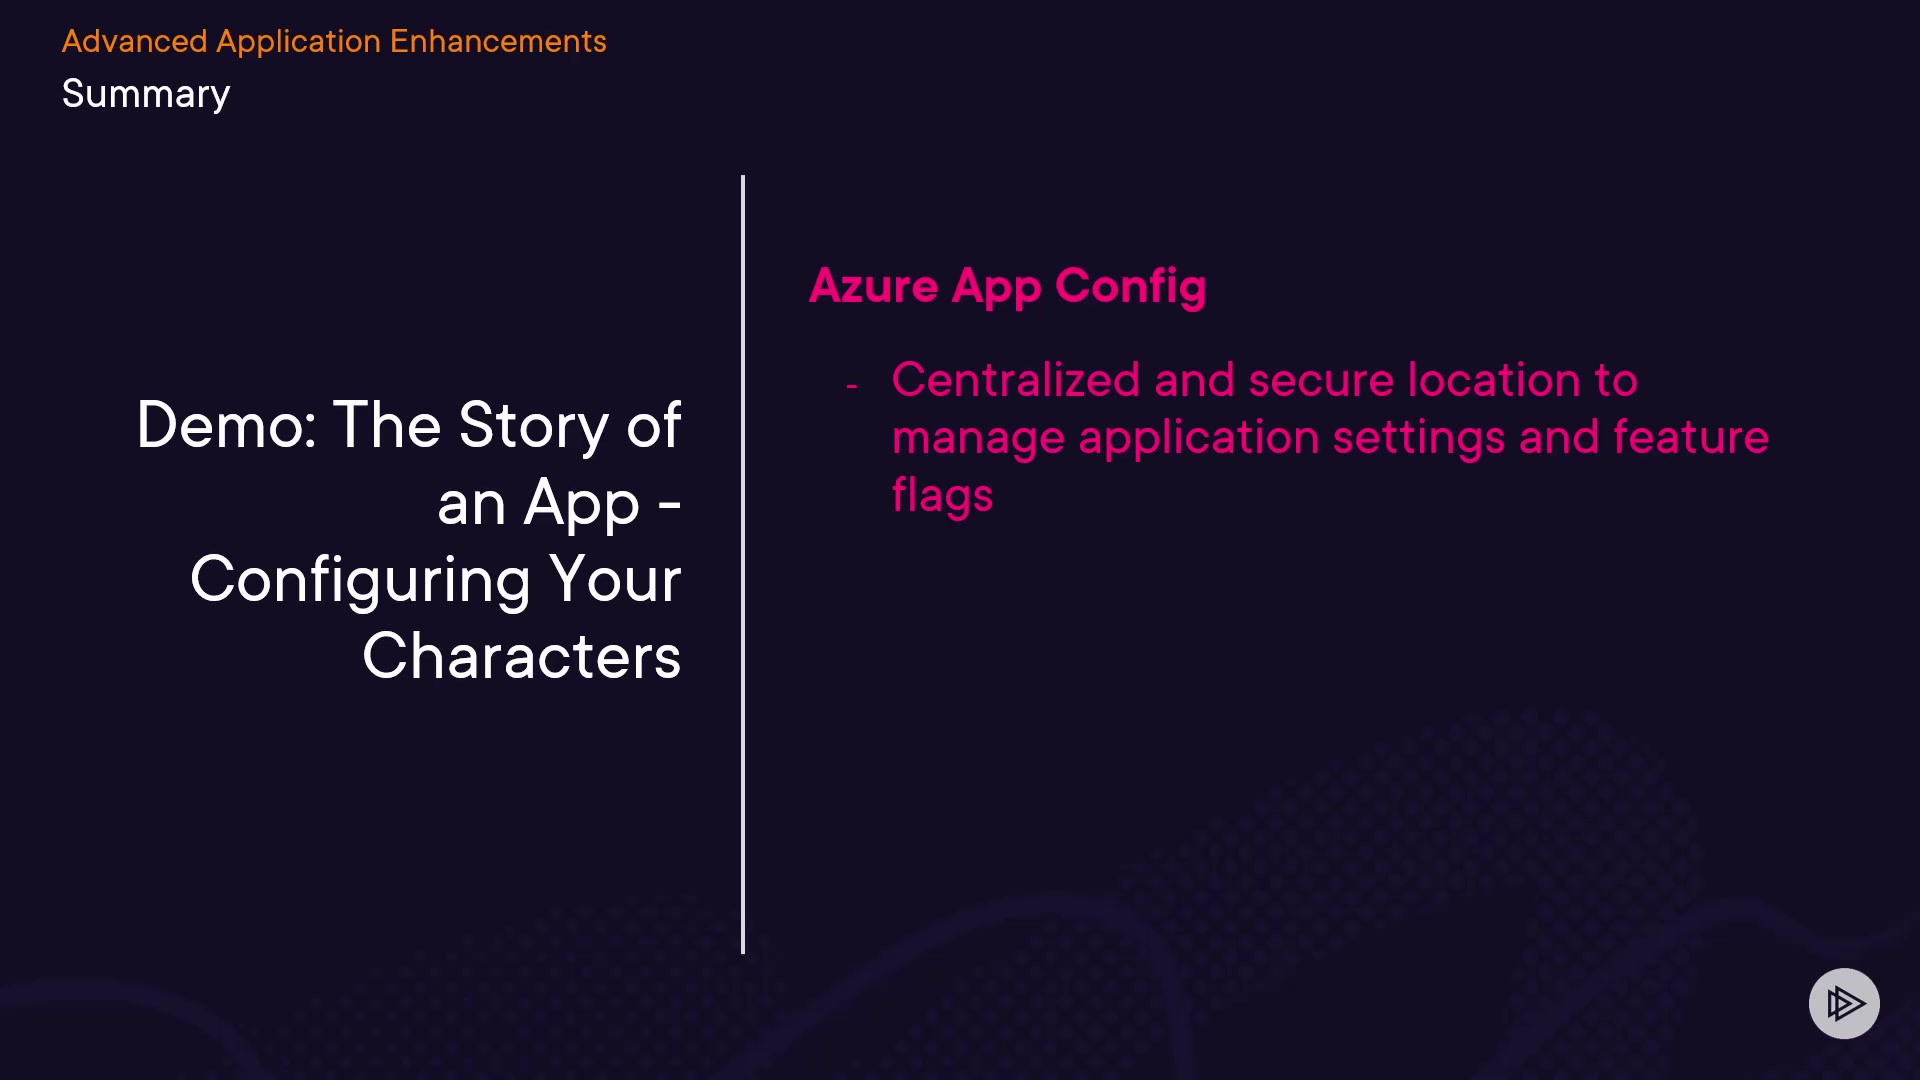 Advanced Application Enhancements
Summary
Demo: The Story of
an App -
Configuring Your
Characters
Azure App Config
- Centralized and secure location to
manage application settings and feature
flags